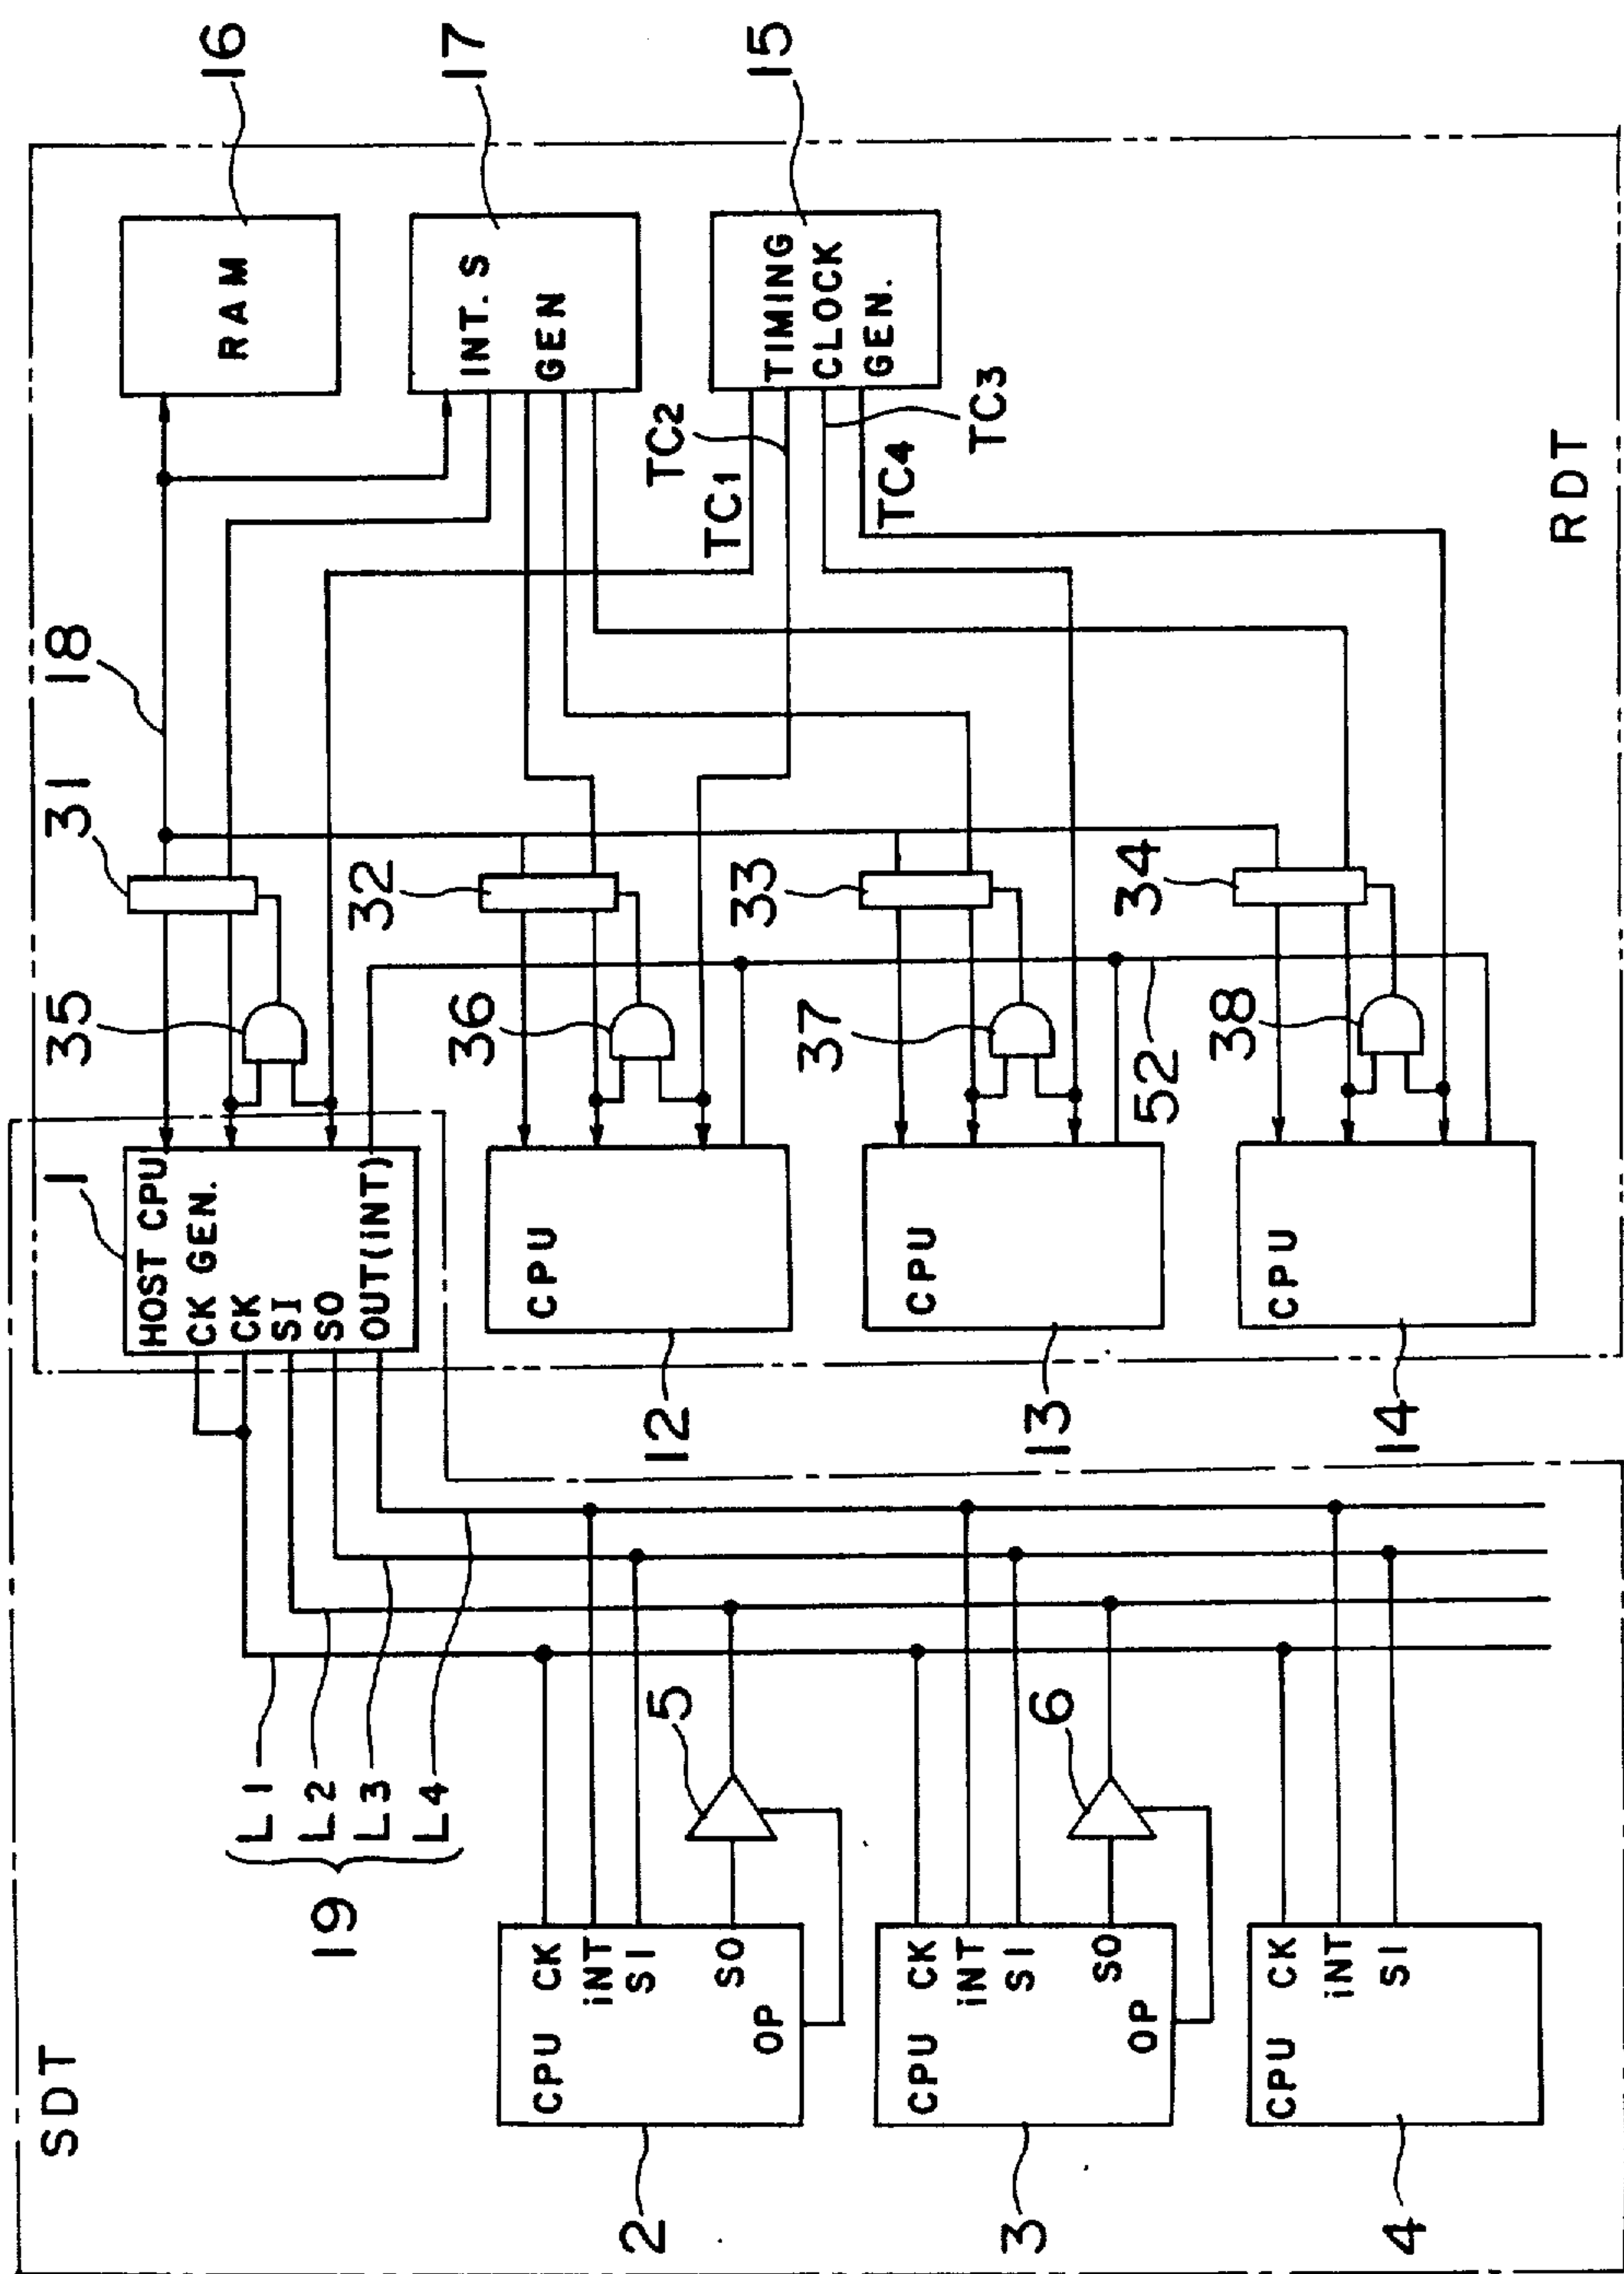 SDT
2
CPU
CK
iNT
SI
SO
OP
3
CPU
CK
iNT
SI
SO
OP
4
CPU
CK
iNT
SI
5
6
19
L1
L2
L3
L4
1
HOST CPU
CK GEN.
CK
SI
SO
OUT(iNT)
12
CPU
13
CPU
14
CPU
35
36
37
38
52
31
32
33
34
18
TC1
TC2
TC3
TC4
RAM
16
INT. S
GEN
17
TIMING
CLOCK
GEN.
15
RDT